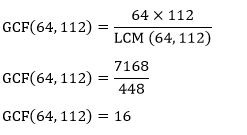 GCF(64, 112) = 64 × 112 / LCM (64, 112)
GCF(64, 112) = 7168 / 448
GCF(64, 112) = 16